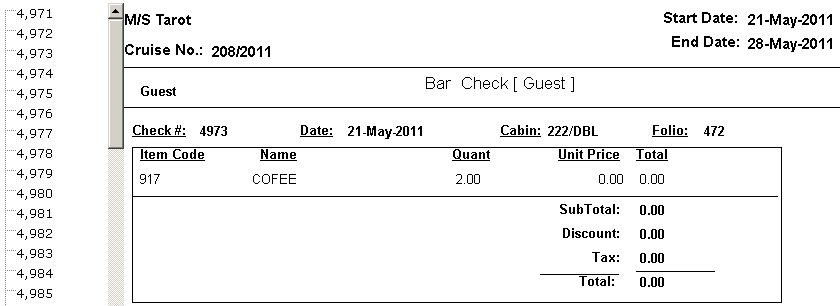 4,971
4,972
4,973
4,974
4,975
4,976
4,977
4,978
4,979
4,980
4,981
4,982
4,983
4,984
4,985
M/S Tarot
Start Date: 21-May-2011
Cruise No.: 208/2011
End Date: 28-May-2011
Guest
Bar Check [ Guest ]
Check #: 4973 Date: 21-May-2011 Cabin: 222/DBL Folio: 472
Item Code Name Quant Unit Price Total
917 COFEE 2.00 0.00 0.00
SubTotal: 0.00
Discount: 0.00
Tax: 0.00
Total: 0.00